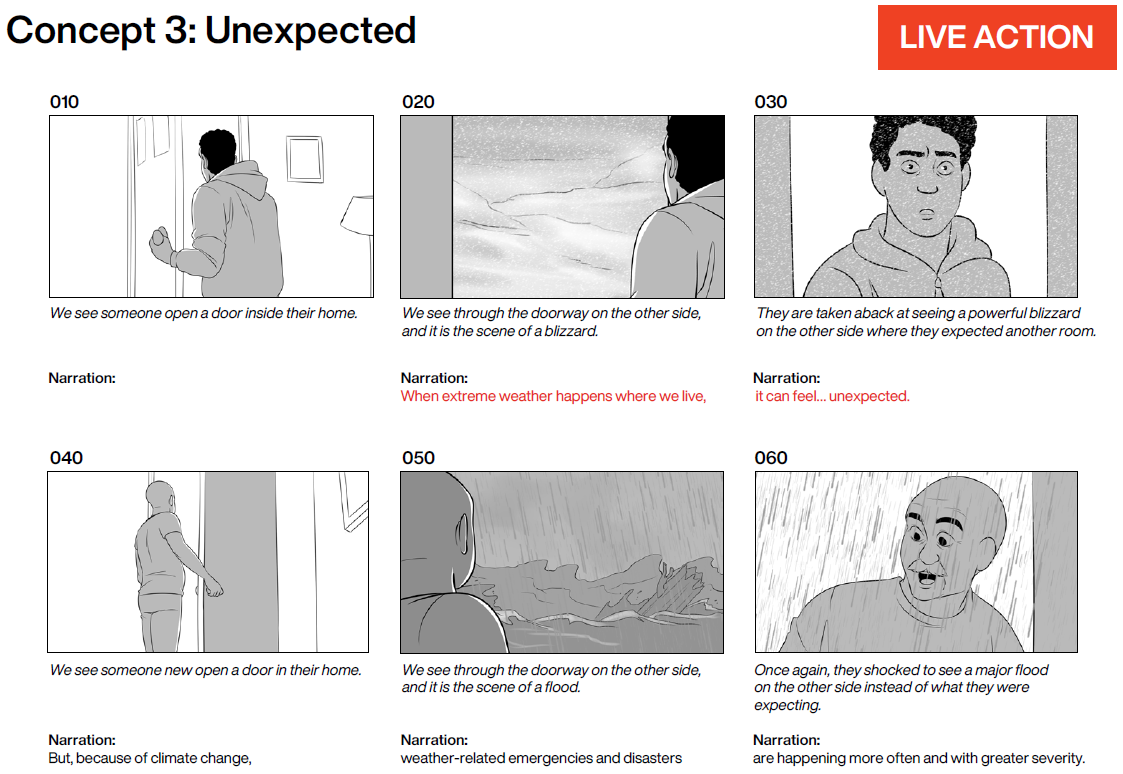 Concept 3: Unexpected
LIVE ACTION
010
020
030
We see someone open a door inside their home.
We see through the doorway on the other side,
and it is the scene of a blizzard.
They are taken aback at seeing a powerful blizzard
on the other side where they expected another room.
Narration:
Narration:
When extreme weather happens where we live,
Narration:
it can feel... unexpected.
040
050
060
We see someone new open a door in their home.
We see through the doorway on the other side,
and it is the scene of a flood.
Once again, they shocked to see a major flood
on the other side instead of what they were
expecting.
Narration:
But, because of climate change,
Narration:
weather-related emergencies and disasters
Narration:
are happening more often and with greater severity.